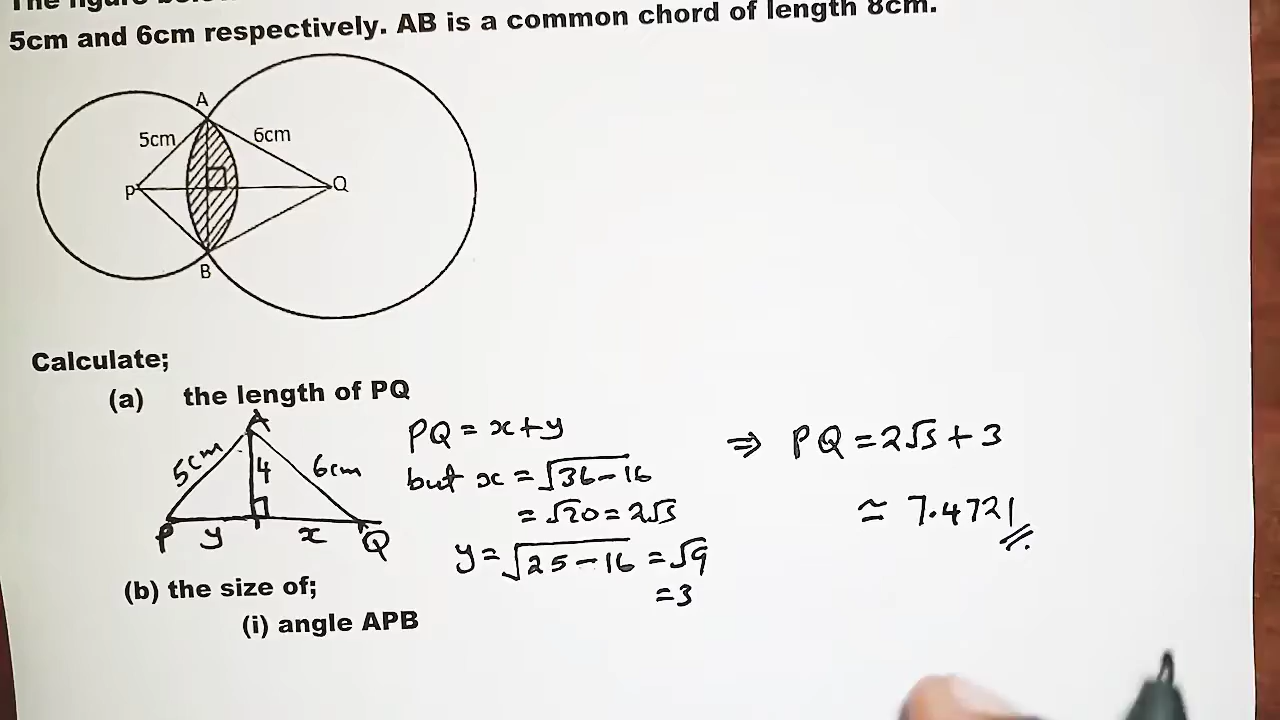 The figure
5cm and 6cm respectively. AB is a common chord of length 8cm.
A
5cm
6cm
P
Q
B
Calculate;
(a) the length of PQ
A
5cm
4
6cm
P
y
x
Q
PQ = x+y
but x = √36-16
= √20 = 2√5
y = √25-16 = √9
= 3
⇒ PQ = 2√5 + 3
≃ 7.4721
(b) the size of;
(i) angle APB